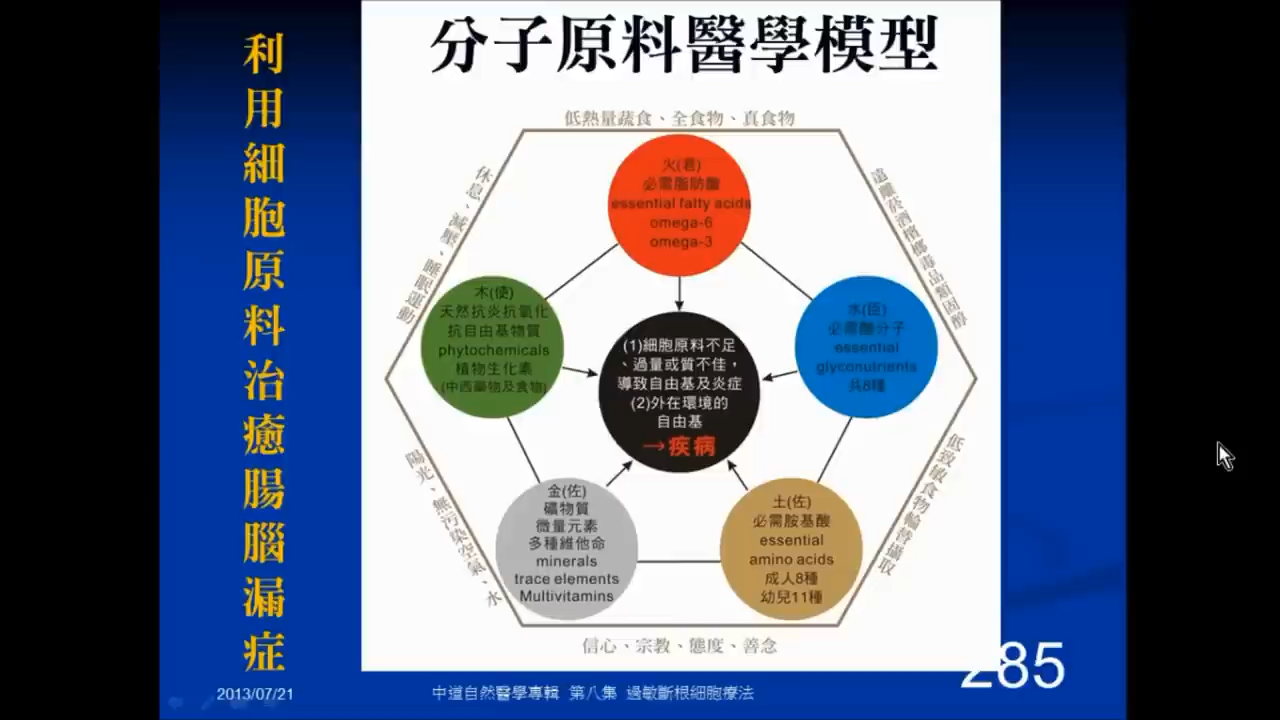 利用細胞原料治癒腸腦漏症
分子原料醫學模型
低熱量蔬食、全食物、真食物
休息、減壓、睡眠運動
遠離菸酒檳榔毒品類固醇
火(君)
必需脂肪酸
essential fatty acids
omega-6
omega-3
木(使)
天然抗炎抗氧化
抗自由基物質
phytochemicals
植物生化素
(中西藥物及食物)
水(臣)
必需醣分子
essential
glyconutrients
共8種
(1)細胞原料不足
、過量或質不佳，
導致自由基及炎症
(2)外在環境的
自由基
→疾病
金(佐)
礦物質
微量元素
多種維他命
minerals
trace elements
Multivitamins
土(佐)
必需胺基酸
essential
amino acids
成人8種
幼兒11種
陽光、無污染空氣、水
低致敏食物輪替攝取
信心、宗教、態度、善念
2013/07/21
中道自然醫學專輯 第八集 過敏斷根細胞療法
285